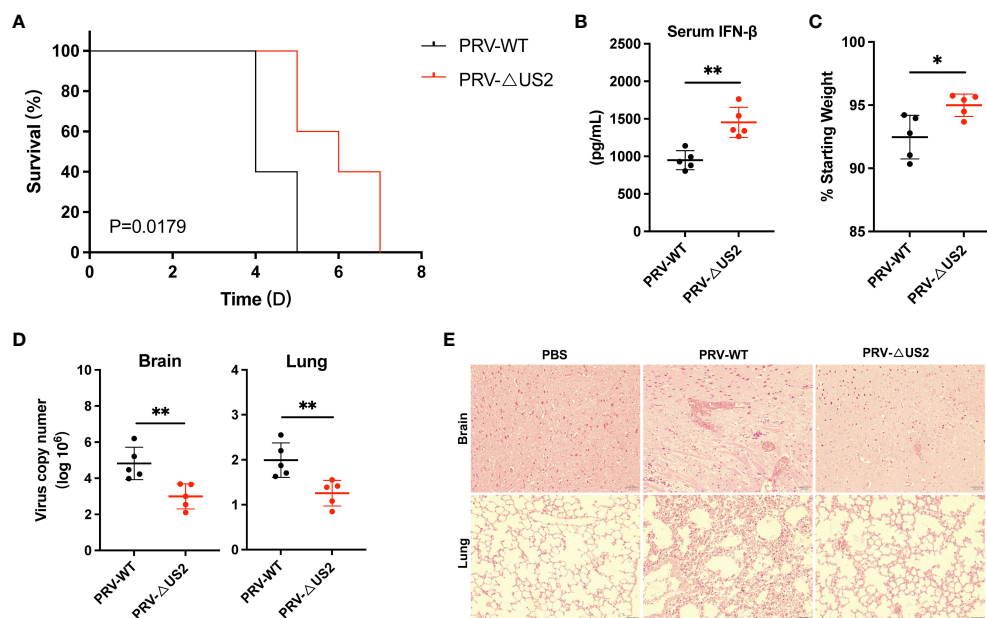 A
PRV-WT
PRV-△US2
Survival (%)
100
80
60
40
20
0
P=0.0179
0
2
4
6
8
Time (D)
B
Serum IFN-β
(pg/mL)
2500
2000
1500
1000
500
0
**
PRV-WT
PRV-△US2
C
% Starting Weight
100
95
90
85
*
PRV-WT
PRV-△US2
D
Brain
Virus copy numer
(log 10⁶)
10
8
6
4
2
0
**
PRV-WT
PRV-△US2
Lung
4
3
2
1
0
**
PRV-WT
PRV-△US2
E
PBS
PRV-WT
PRV-△US2
Brain
Lung